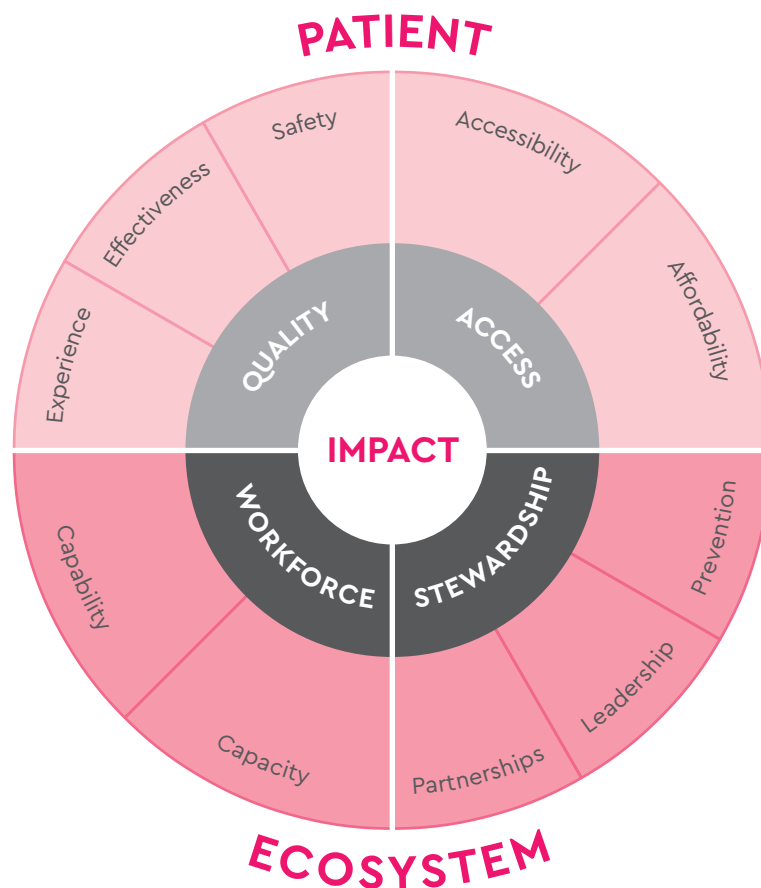 PATIENT
Safety
Accessibility
Effectiveness
Affordability
Experience
QUALITY
ACCESS
IMPACT
WORKFORCE
STEWARDSHIP
Capability
Prevention
Leadership
Capacity
Partnerships
ECOSYSTEM